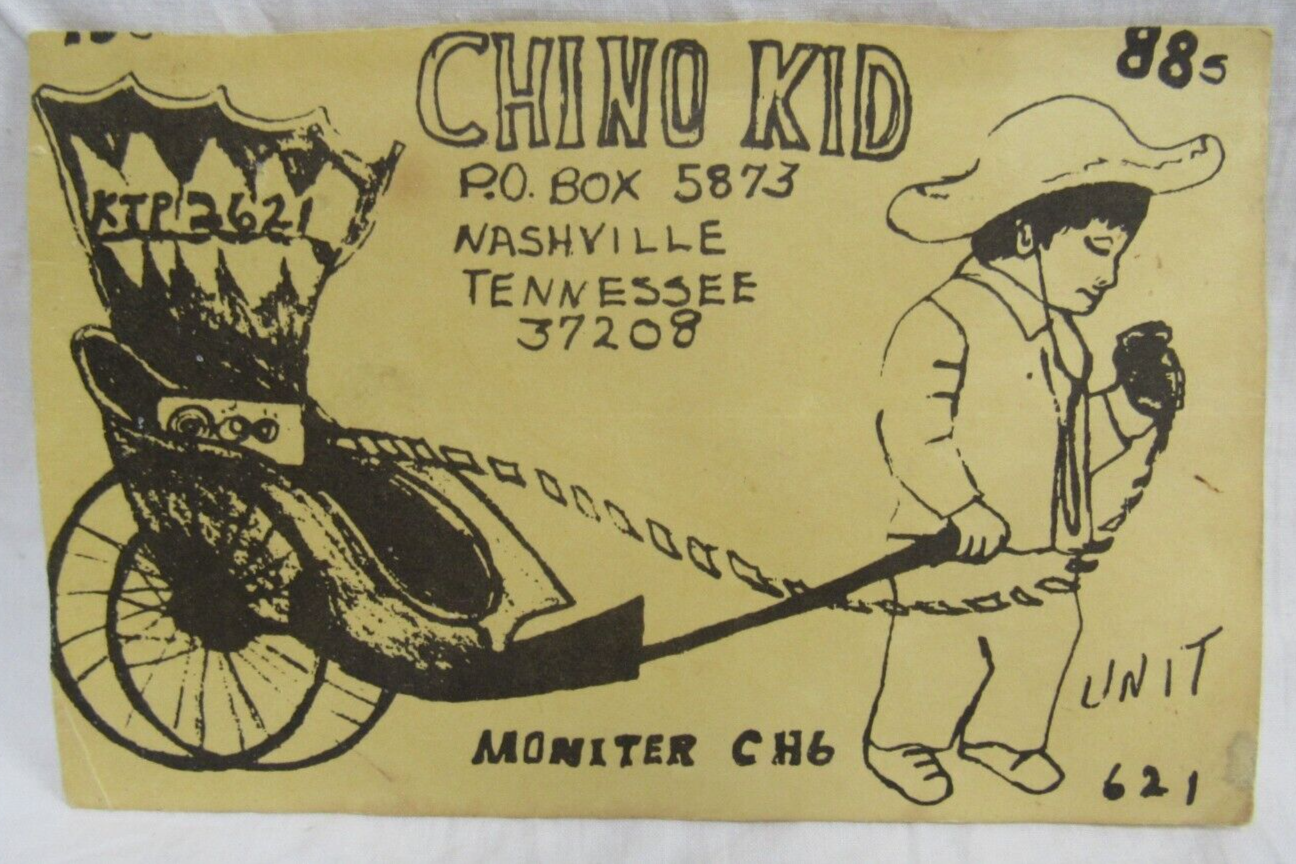 88s
CHINO KID
P.O. BOX 5873
NASHVILLE
TENNESSEE
37208
KTP 2621
MONITER CH6
UNIT
621